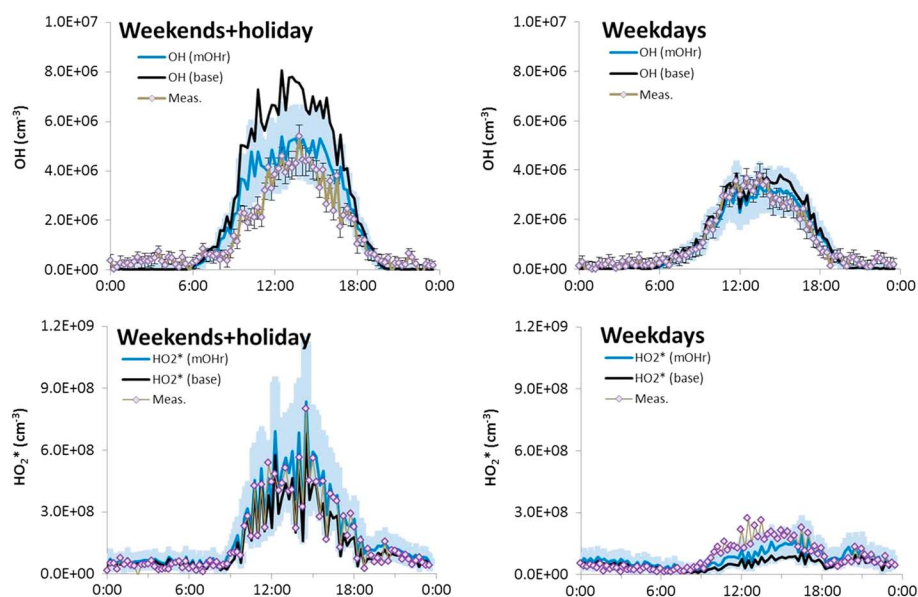 Weekends+holiday
OH (mOHr)
OH (base)
Meas.
OH (cm-3)
1.0E+07
8.0E+06
6.0E+06
4.0E+06
2.0E+06
0.0E+00
0:00 6:00 12:00 18:00 0:00
Weekdays
OH (mOHr)
OH (base)
Meas.
OH (cm-3)
1.0E+07
8.0E+06
6.0E+06
4.0E+06
2.0E+06
0.0E+00
0:00 6:00 12:00 18:00 0:00
Weekends+holiday
HO2* (mOHr)
HO2* (base)
Meas.
HO2* (cm-3)
1.2E+09
9.0E+08
6.0E+08
3.0E+08
0.0E+00
0:00 6:00 12:00 18:00 0:00
Weekdays
HO2* (mOHr)
HO2* (base)
Meas.
HO2* (cm-3)
1.2E+09
9.0E+08
6.0E+08
3.0E+08
0.0E+00
0:00 6:00 12:00 18:00 0:00